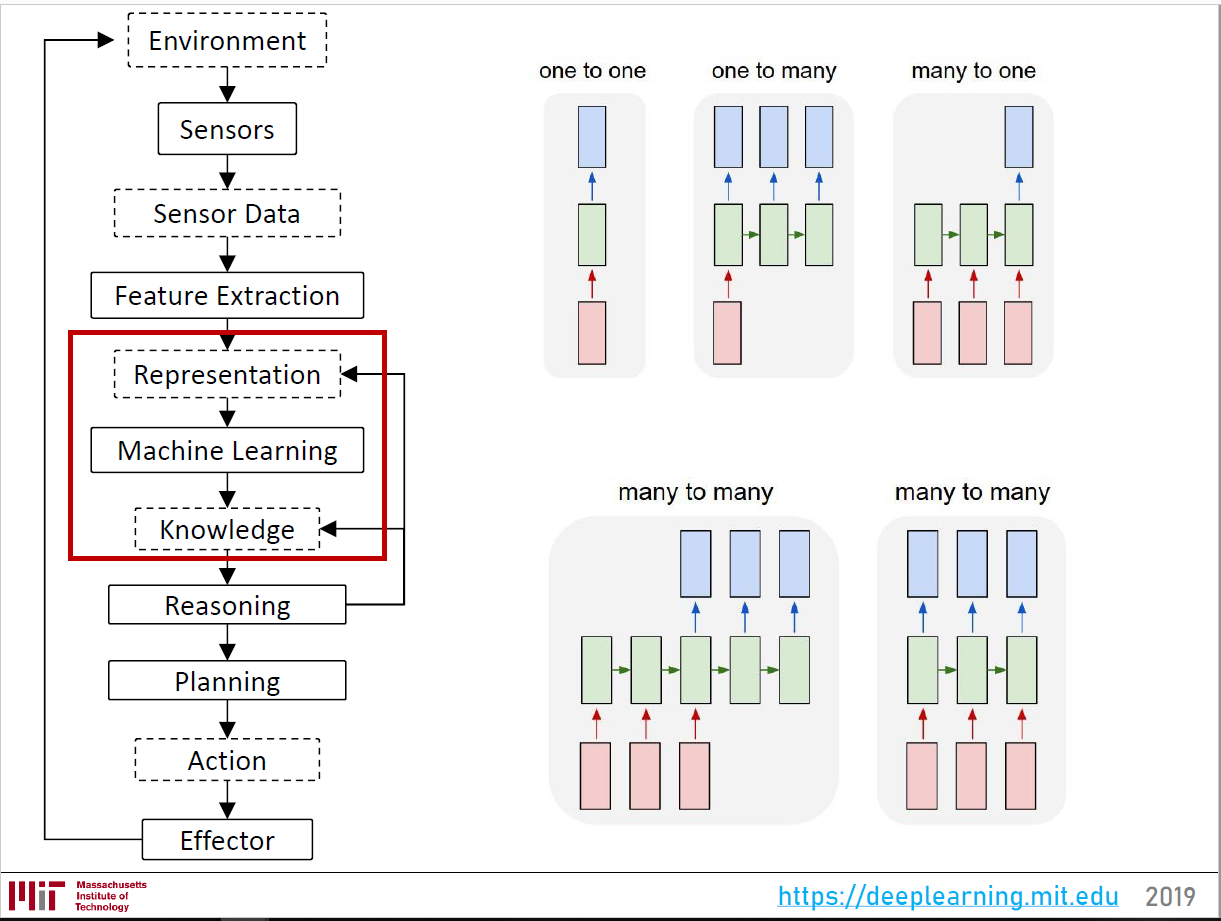 Environment
Sensors
Sensor Data
Feature Extraction
Representation
Machine Learning
Knowledge
Reasoning
Planning
Action
Effector
one to one
one to many
many to one
many to many
many to many
Massachusetts
Institute of
Technology
https://deeplearning.mit.edu 2019